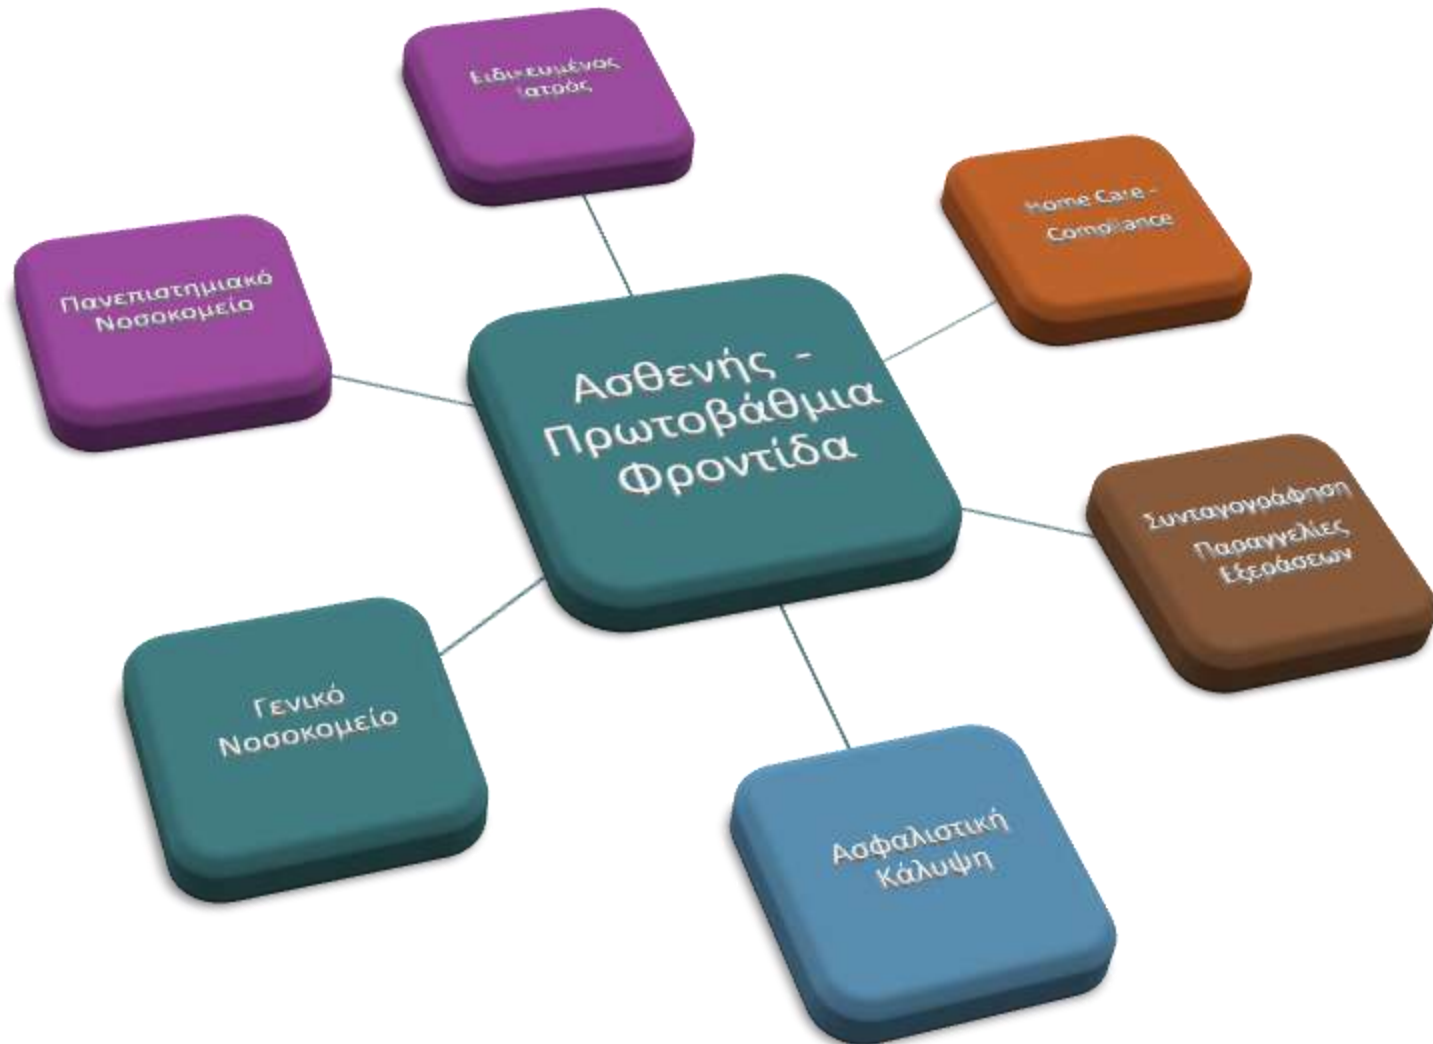 Ειδικευμένος
Ιατρός
Home Care -
Compliance
Πανεπιστημιακό
Νοσοκομείο
Ασθενής -
Πρωτοβάθμια
Φροντίδα
Συνταγογράφηση
Παραγγελίες
Εξετάσεων
Γενικό
Νοσοκομείο
Ασφαλιστική
Κάλυψη